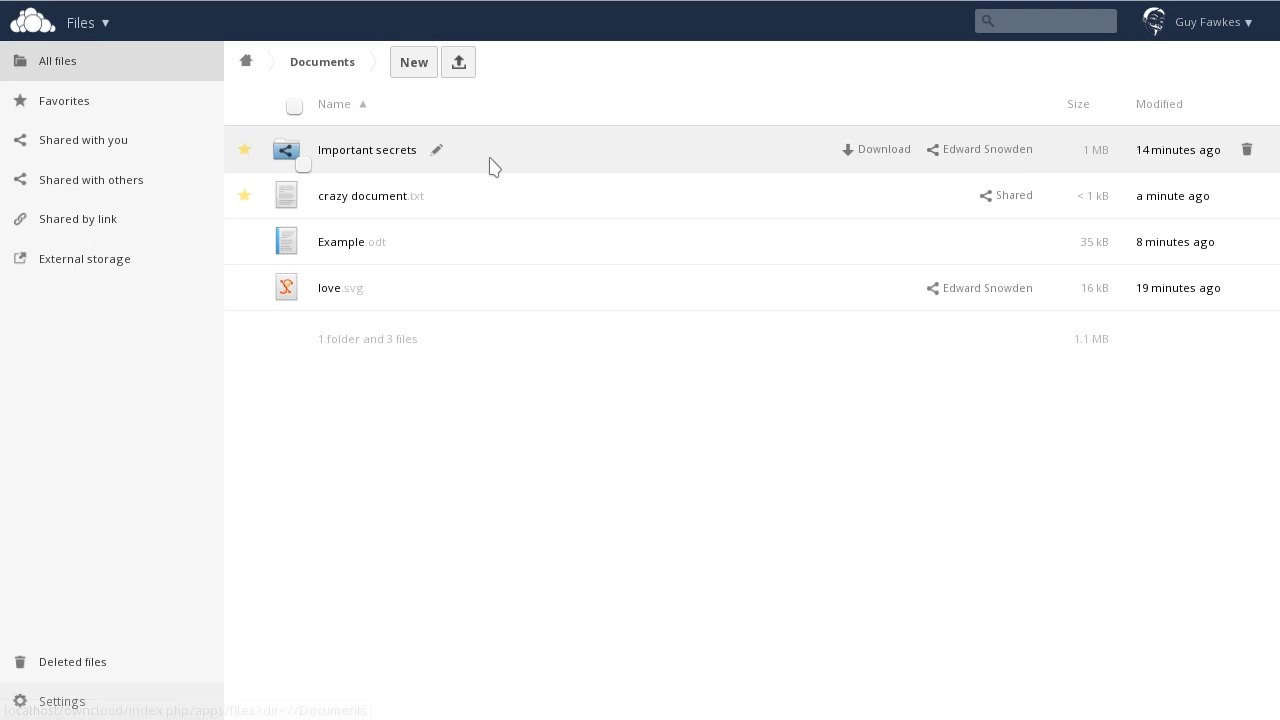 Files ▼
Guy Fawkes ▼
All files
Favorites
Shared with you
Shared with others
Shared by link
External storage
Deleted files
Settings
Documents
New
Name ▲ Size Modified
Important secrets Download Edward Snowden 1 MB 14 minutes ago
crazy document.txt Shared < 1 kB a minute ago
Example.odt 35 kB 8 minutes ago
love.svg Edward Snowden 16 kB 19 minutes ago
1 folder and 3 files 1.1 MB
localhost/owncloud/index.php/apps/files?dir=//Documents